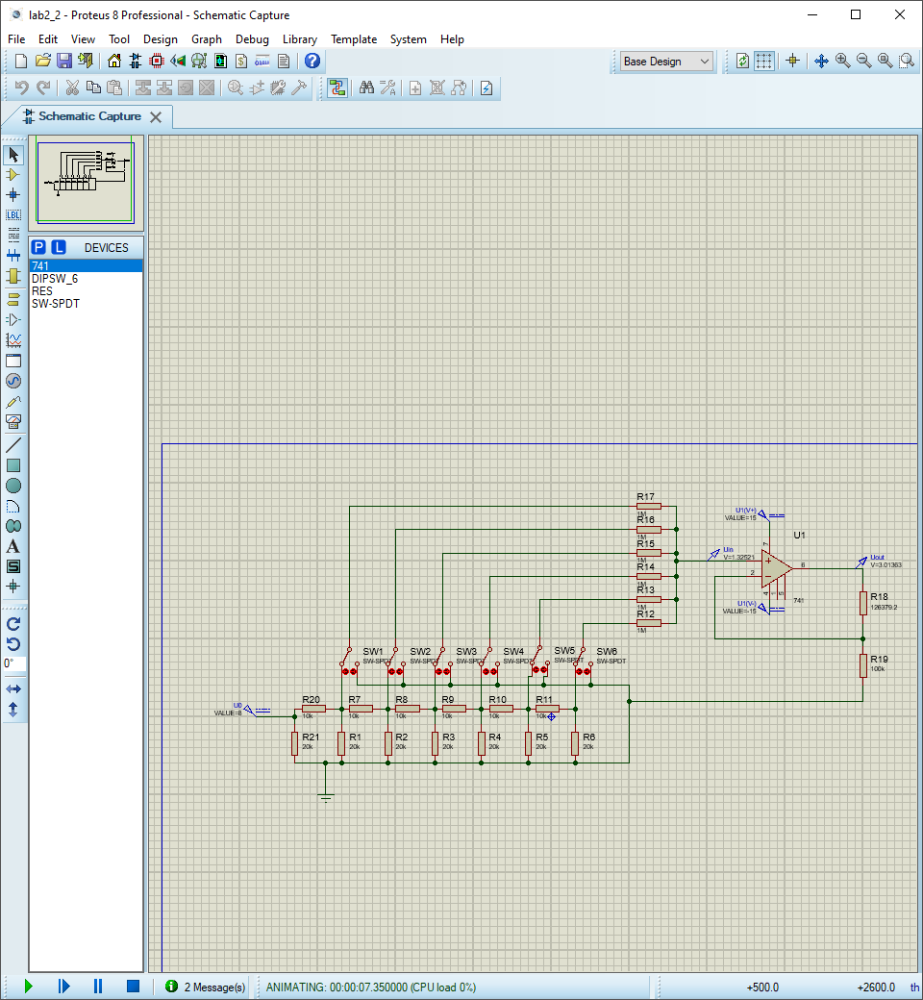 lab2_2 - Proteus 8 Professional - Schematic Capture
File Edit View Tool Design Graph Debug Library Template System Help
Base Design
Schematic Capture
P L DEVICES
741
DIPSW_6
RES
SW-SPDT
LBL
A
S
0°
R17
1M
R16
1M
R15
1M
R14
1M
R13
1M
R12
1M
U1(V+)
VALUE=15
U1
Uin
V=1.32521
7
3
2
6
4
1
5
741
U1(V-)
VALUE=-15
Uout
V=3.01363
R18
126379.2
R19
100k
SW1
SW-SPDT
SW2
SW-SPDT
SW3
SW-SPDT
SW4
SW-SPDT
SW5
SW-SPDT
SW6
SW-SPDT
U0
VALUE=8
R20
10k
R7
10k
R8
10k
R9
10k
R10
10k
R11
10k
R21
20k
R1
20k
R2
20k
R3
20k
R4
20k
R5
20k
R6
20k
2 Message(s)
ANIMATING: 00:00:07.350000 (CPU load 0%)
+500.0 +2600.0 th